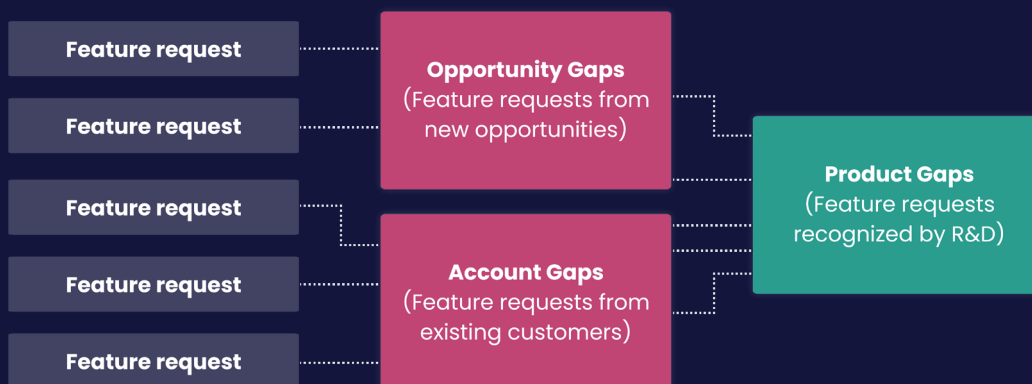 Feature request
Feature request
Feature request
Feature request
Feature request
Opportunity Gaps
(Feature requests from
new opportunities)
Account Gaps
(Feature requests from
existing customers)
Product Gaps
(Feature requests
recognized by R&D)